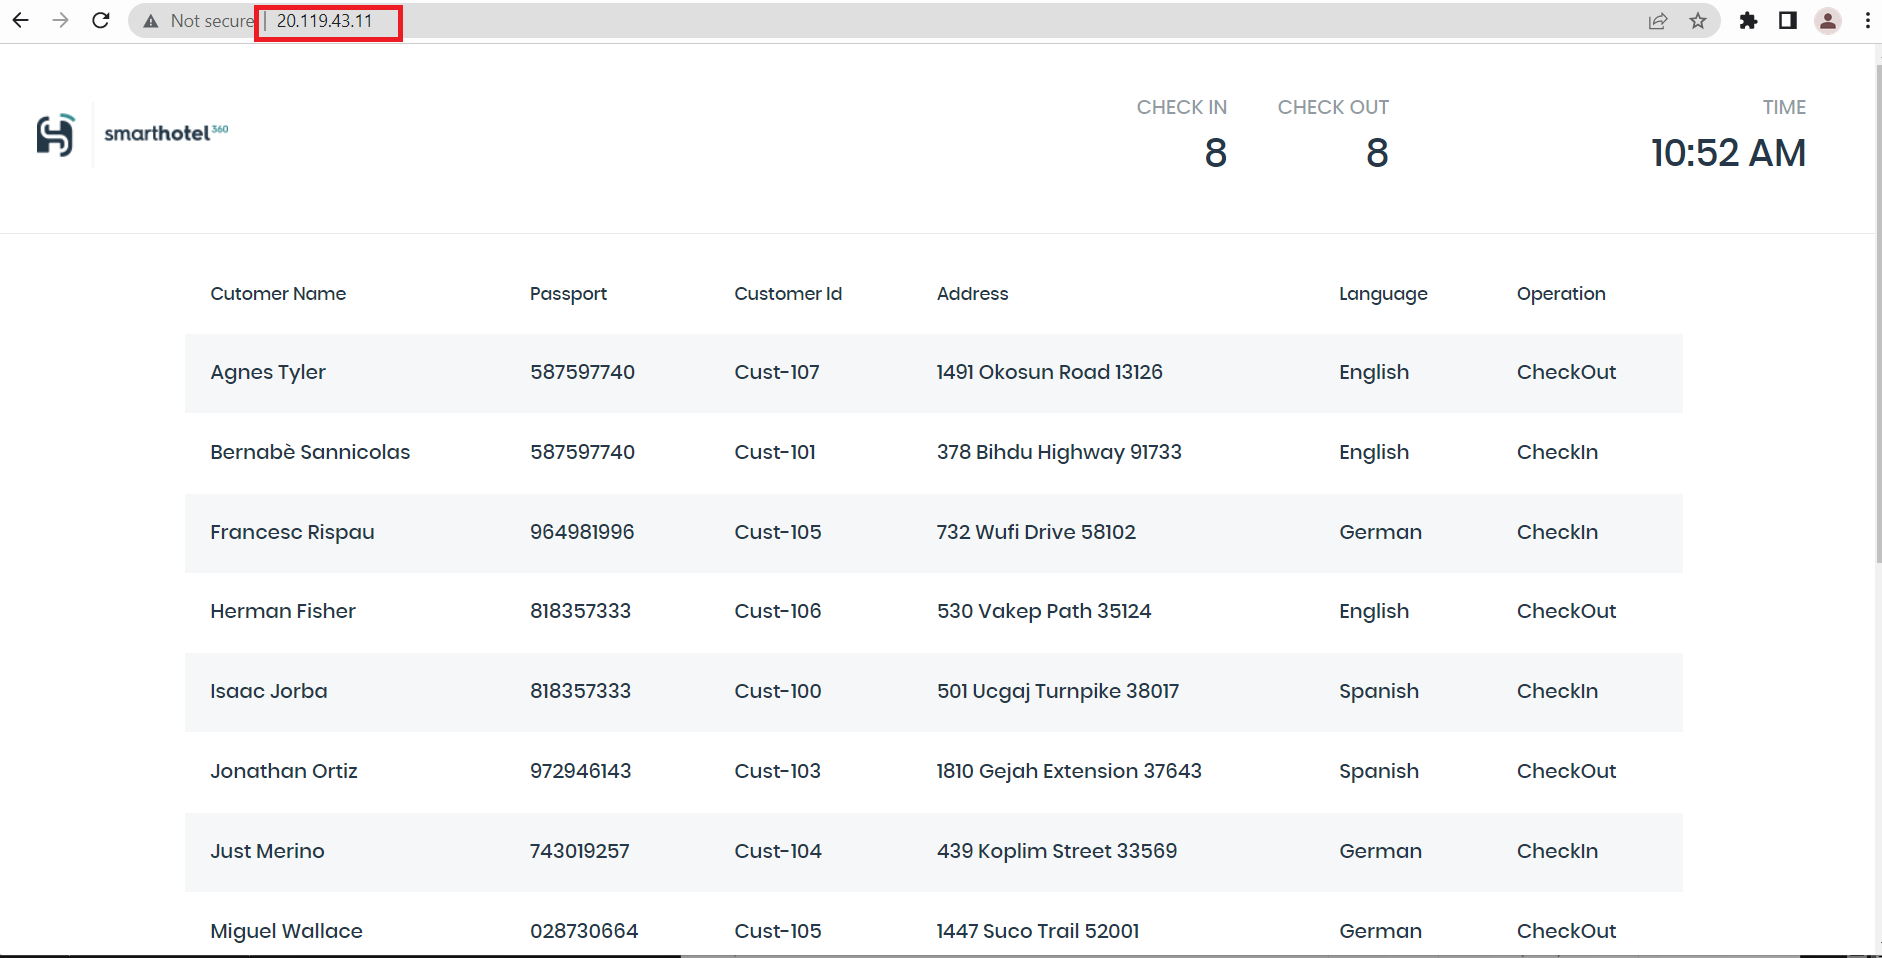 Not secure | 20.119.43.11
smarthotel360
CHECK IN CHECK OUT TIME
8 8 10:52 AM
Cutomer Name Passport Customer Id Address Language Operation
Agnes Tyler 587597740 Cust-107 1491 Okosun Road 13126 English CheckOut
Bernabè Sannicolas 587597740 Cust-101 378 Bihdu Highway 91733 English CheckIn
Francesc Rispau 964981996 Cust-105 732 Wufi Drive 58102 German CheckIn
Herman Fisher 818357333 Cust-106 530 Vakep Path 35124 English CheckOut
Isaac Jorba 818357333 Cust-100 501 Ucgaj Turnpike 38017 Spanish CheckIn
Jonathan Ortiz 972946143 Cust-103 1810 Gejah Extension 37643 Spanish CheckOut
Just Merino 743019257 Cust-104 439 Koplim Street 33569 German CheckIn
Miguel Wallace 028730664 Cust-105 1447 Suco Trail 52001 German CheckOut